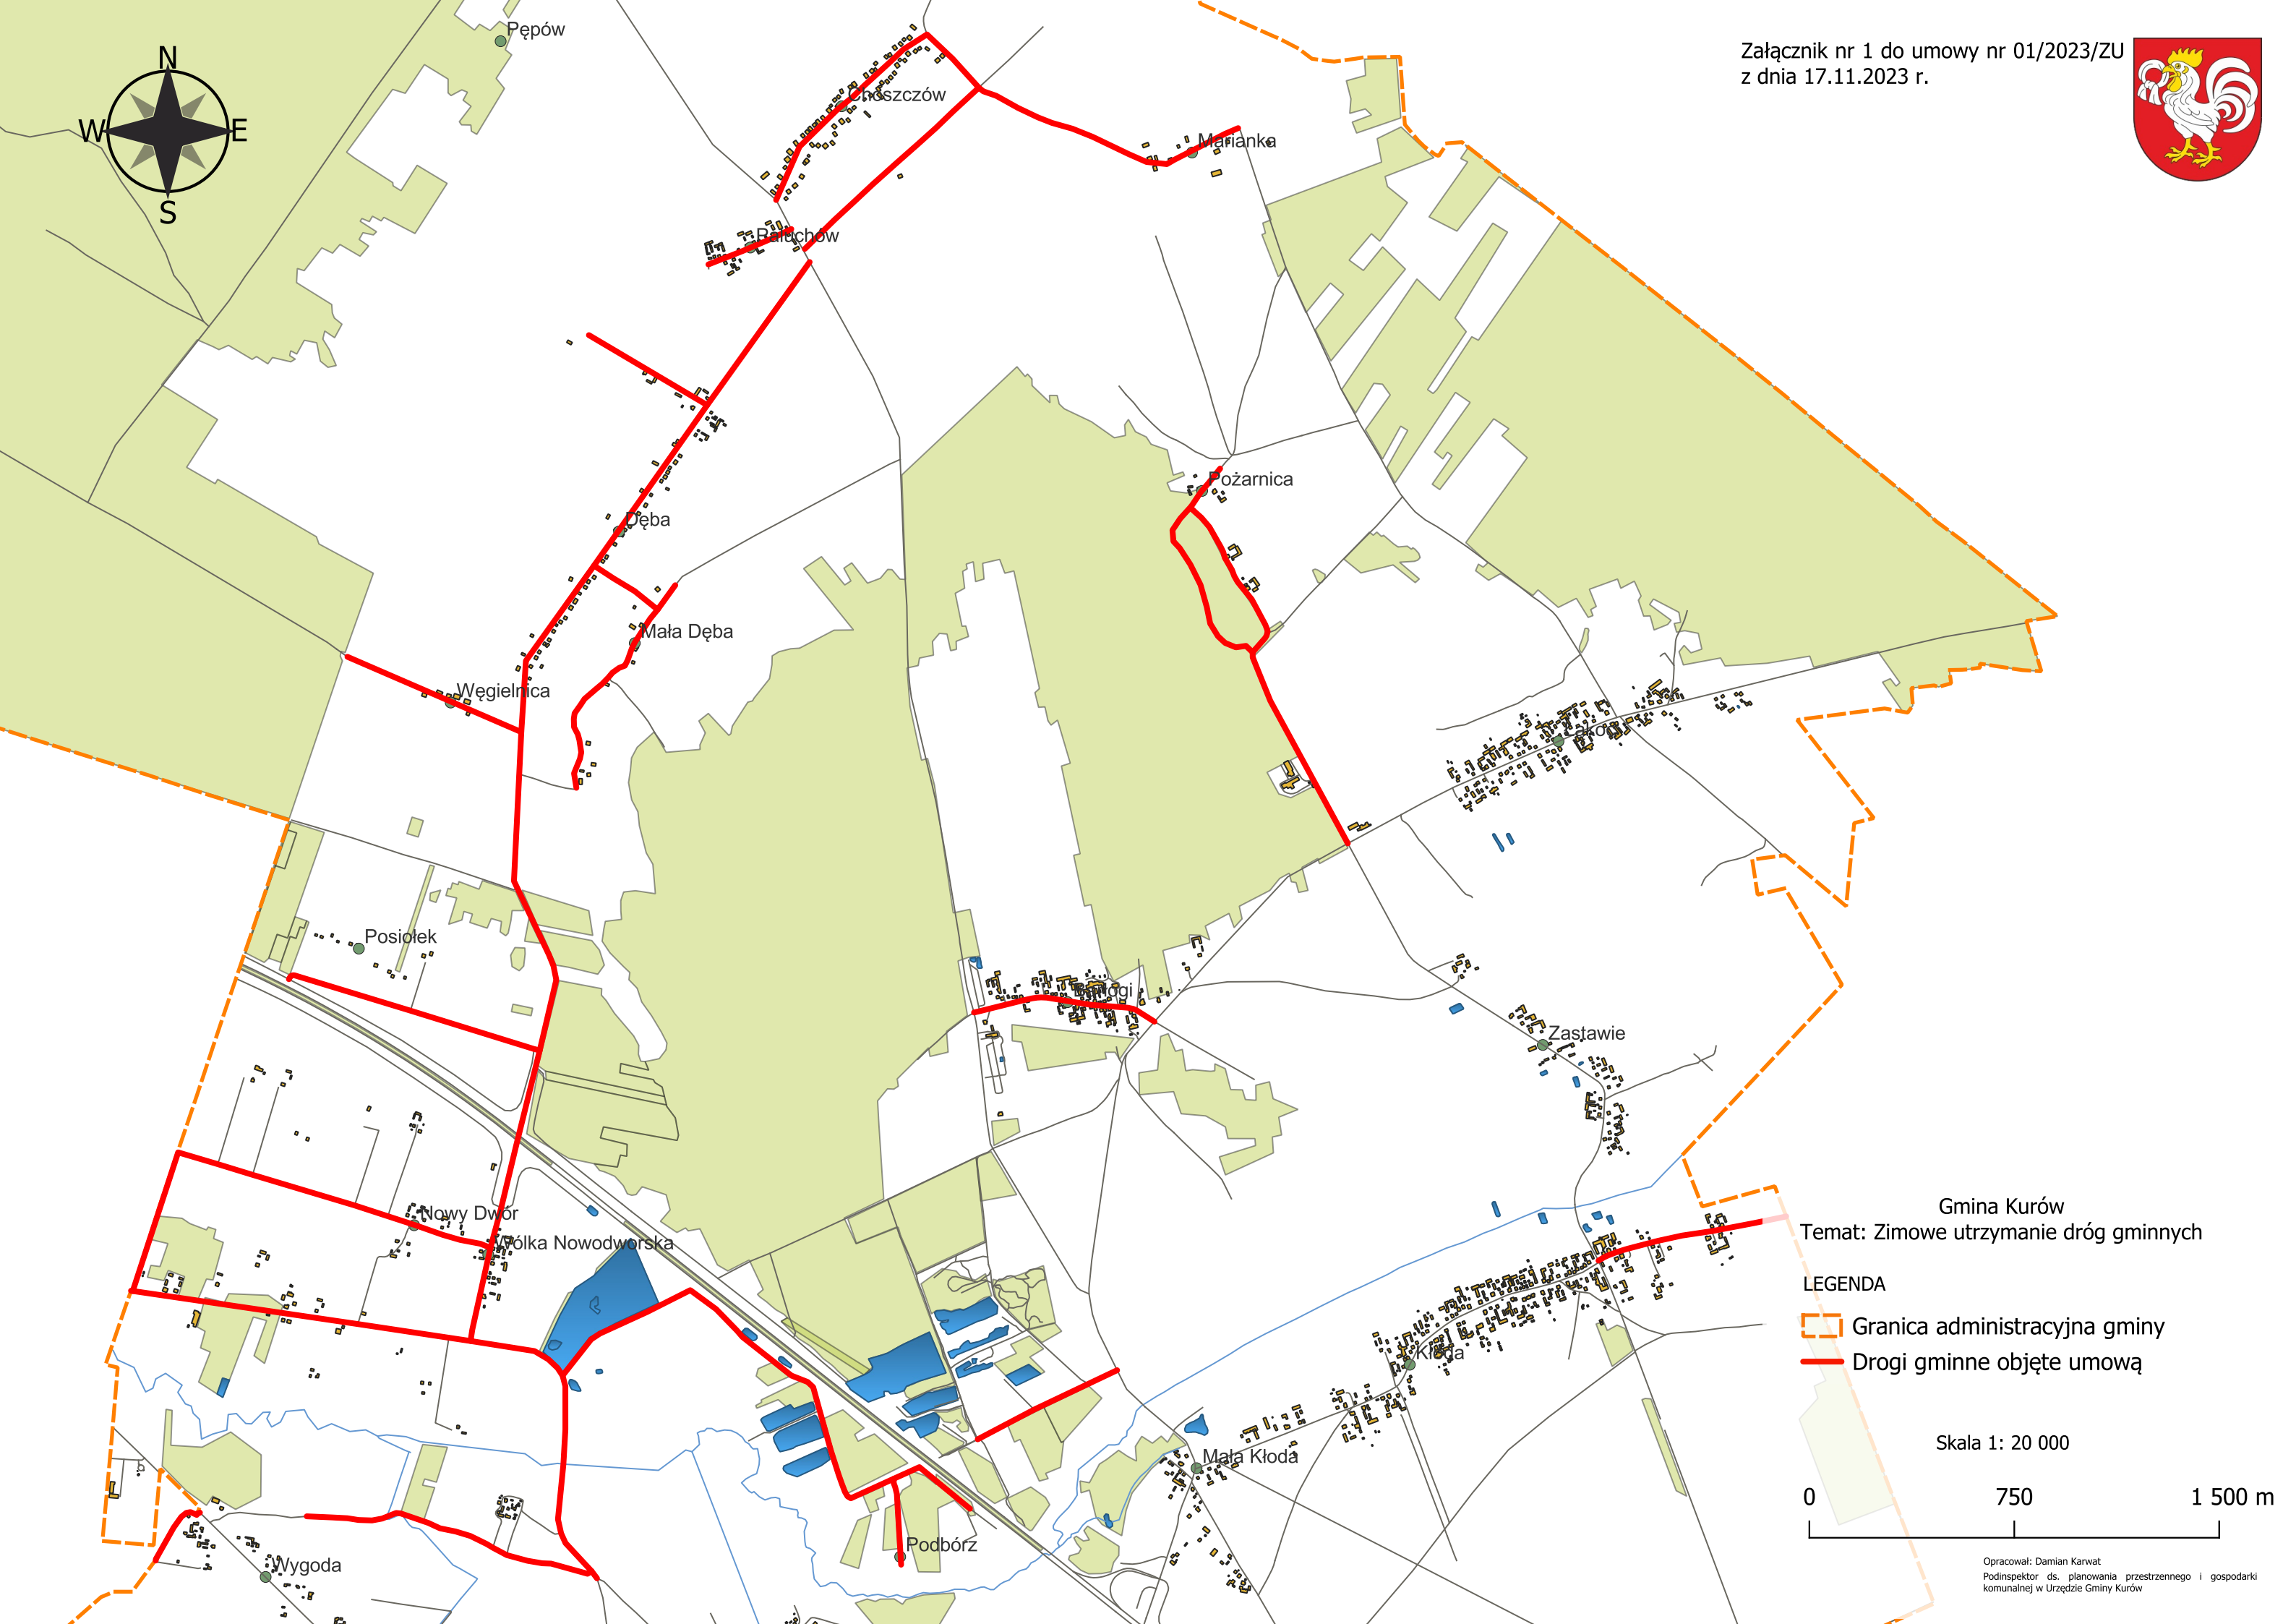 Pępów
N
W
E
S
Załącznik nr 1 do umowy nr 01/2023/ZU
z dnia 17.11.2023 r.
Choszczów
Marianka
Paluchów
Pożarnica
Dęba
Mała Dęba
Węgielnica
Posiołek
Zastawie
Nowy Dwór
Wólka Nowodworska
Gmina Kurów
Temat: Zimowe utrzymanie dróg gminnych
LEGENDA
Granica administracyjna gminy
Drogi gminne objęte umową
Kłoda
Mała Kłoda
Skala 1: 20 000
0 750 1 500 m
Podbórz
Wygoda
Opracował: Damian Karwat
Podinspektor ds. planowania przestrzennego i gospodarki
komunalnej w Urzędzie Gminy Kurów